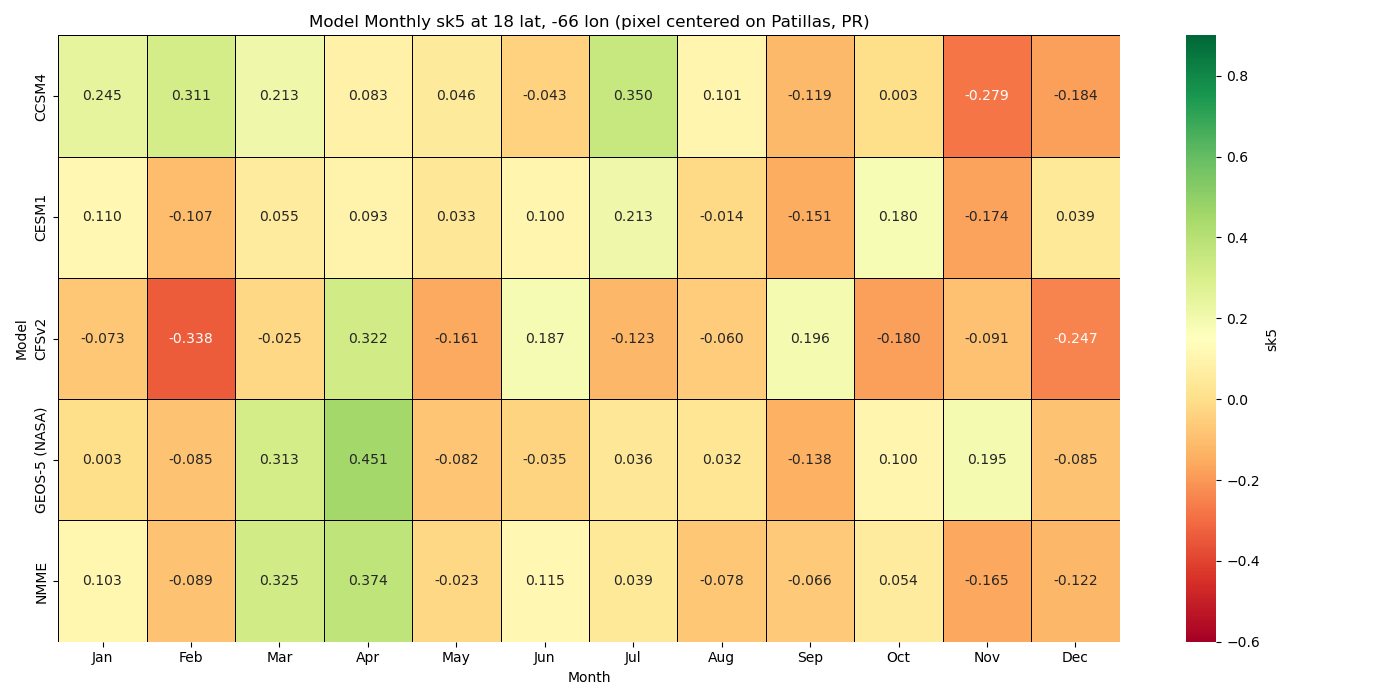 Model Monthly sk5 at 18 lat, -66 lon (pixel centered on Patillas, PR)
Model
CCSM4 0.245 0.311 0.213 0.083 0.046 -0.043 0.350 0.101 -0.119 0.003 -0.279 -0.184
CESM1 0.110 -0.107 0.055 0.093 0.033 0.100 0.213 -0.014 -0.151 0.180 -0.174 0.039
CFSv2 -0.073 -0.338 -0.025 0.322 -0.161 0.187 -0.123 -0.060 0.196 -0.180 -0.091 -0.247
GEOS-5 (NASA) 0.003 -0.085 0.313 0.451 -0.082 -0.035 0.036 0.032 -0.138 0.100 0.195 -0.085
NMME 0.103 -0.089 0.325 0.374 -0.023 0.115 0.039 -0.078 -0.066 0.054 -0.165 -0.122
Jan Feb Mar Apr May Jun Jul Aug Sep Oct Nov Dec
Month
0.8
0.6
0.4
0.2
0.0
−0.2
−0.4
−0.6
sk5